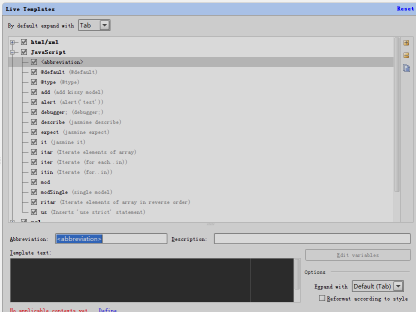 Live Templates
Reset
By default expand with Tab
html/xml
JavaScript
<abbreviation>
@default (@default)
@type (@type)
add (add kissy model)
alert (alert('test'))
debugger; (debugger;)
describe (jasmine describe)
expect (jasmine expect)
it (jasmine it)
itar (Iterate elements of array)
iter (Iterate (for each..in))
itin (Iterate (for..in))
mod
modSingle (single model)
ritar (Iterate elements of array in reverse order)
us (Inserts 'use strict' statement)
Abbreviation: <abbreviation> Description:
Template text:
Edit variables
Options
Expand with Default (Tab)
Reformat according to style
No applicable contexts yet. Define